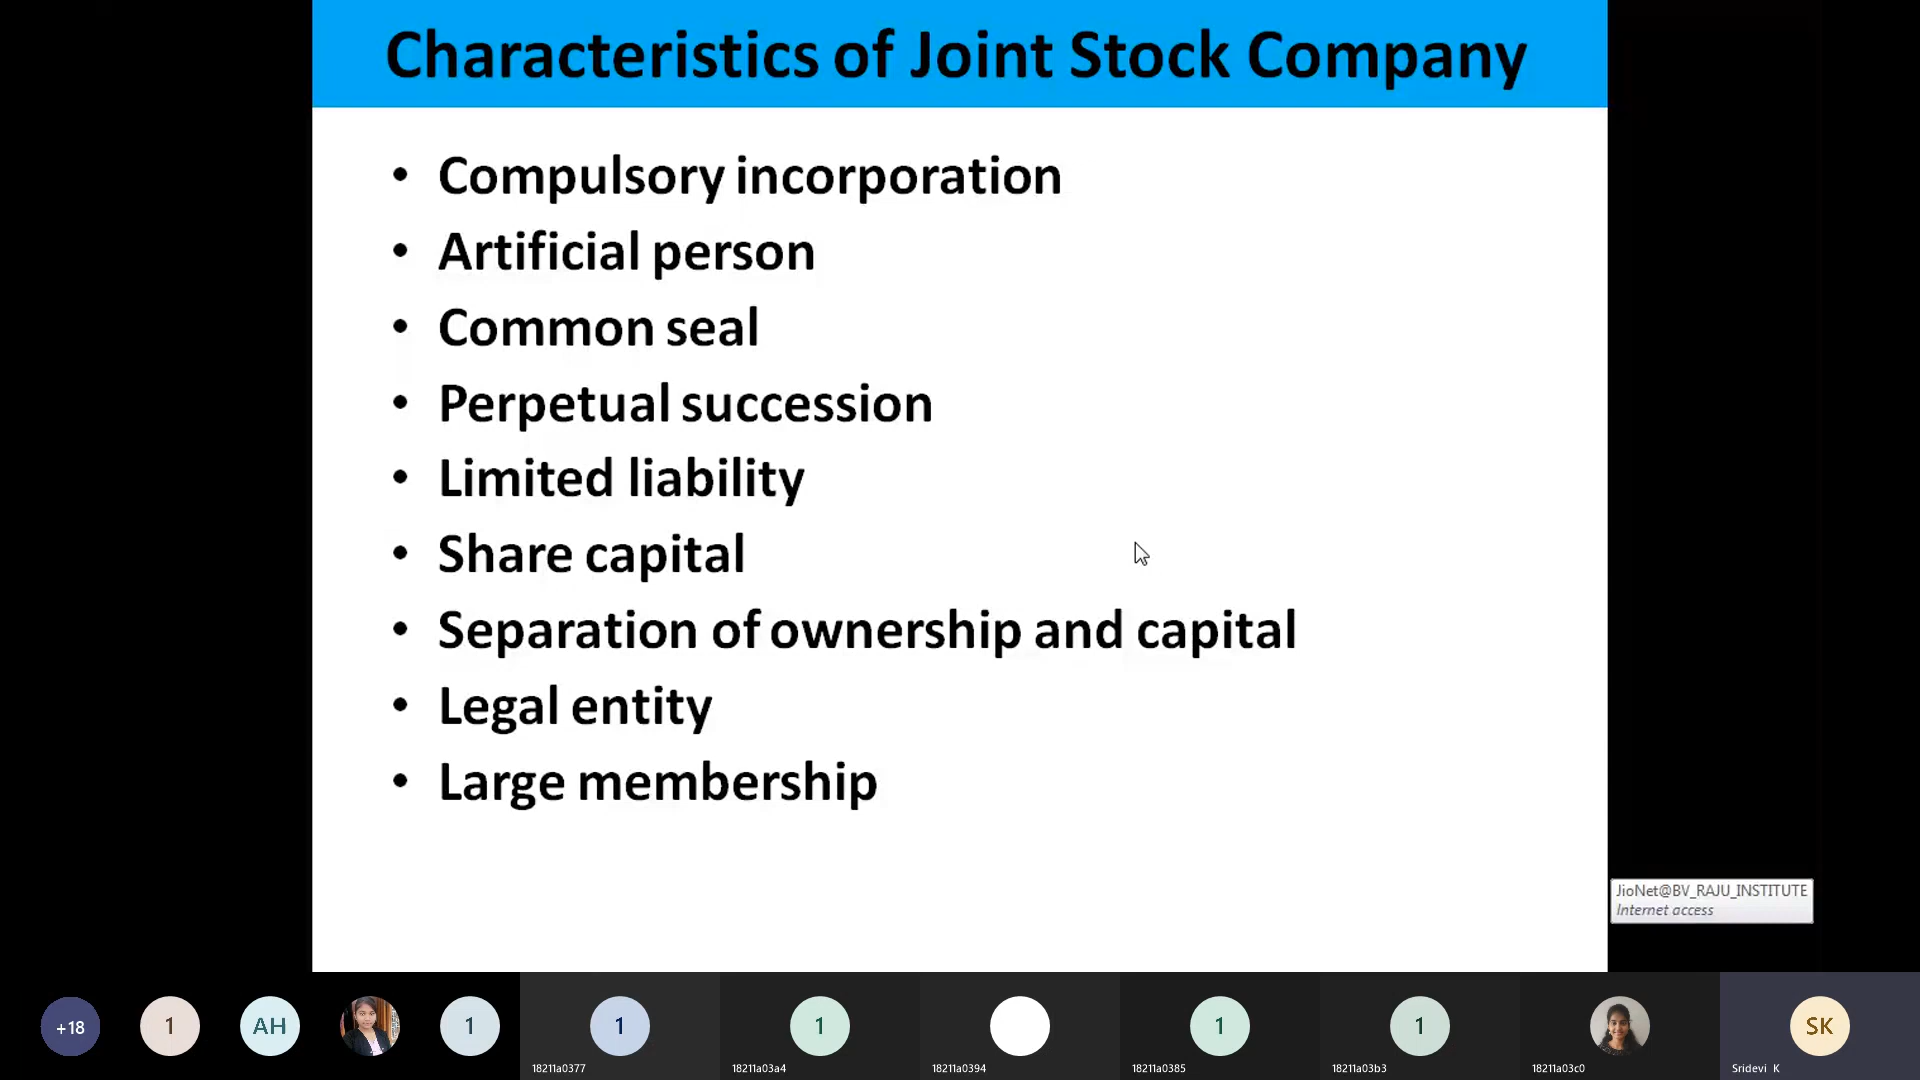 Characteristics of Joint Stock Company
• Compulsory incorporation
• Artificial person
• Common seal
• Perpetual succession
• Limited liability
• Share capital
• Separation of ownership and capital
• Legal entity
• Large membership
JioNet@BV_RAJU_INSTITUTE
Internet access
+18
1
AH
1
1
1
1
1
SK
18211a0377
18211a03a4
18211a0394
18211a0385
18211a03b3
18211a03c0
Sridevi K